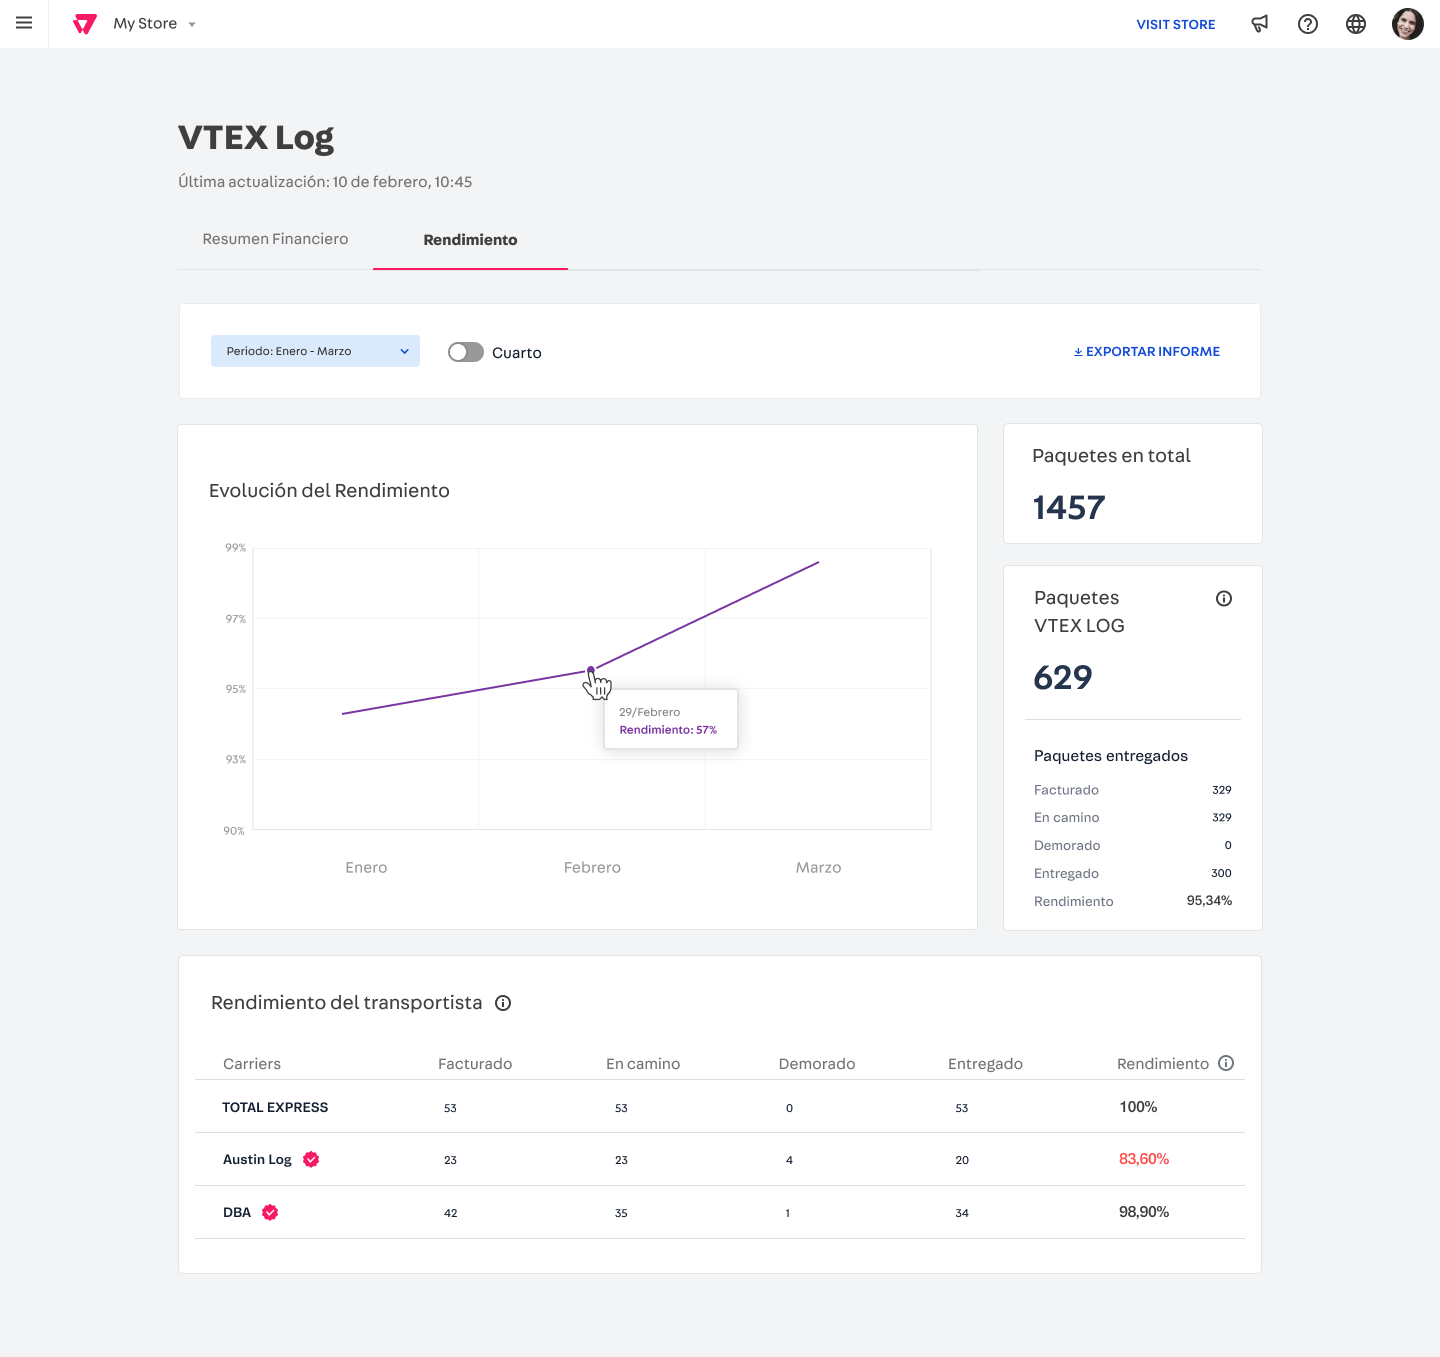 My Store
VISIT STORE
VTEX Log
Última actualización: 10 de febrero, 10:45
Resumen Financiero
Rendimiento
Periodo: Enero - Marzo
Cuarto
EXPORTAR INFORME
Evolución del Rendimiento
99%
97%
95%
93%
90%
29/Febrero
Rendimiento: 57%
Enero Febrero Marzo
Paquetes en total
1457
Paquetes
VTEX LOG
629
Paquetes entregados
Facturado 329
En camino 329
Demorado 0
Entregado 300
Rendimiento 95,34%
Rendimiento del transportista
Carriers Facturado En camino Demorado Entregado Rendimiento
TOTAL EXPRESS 53 53 0 53 100%
Austin Log 23 23 4 20 83,60%
DBA 42 35 1 34 98,90%